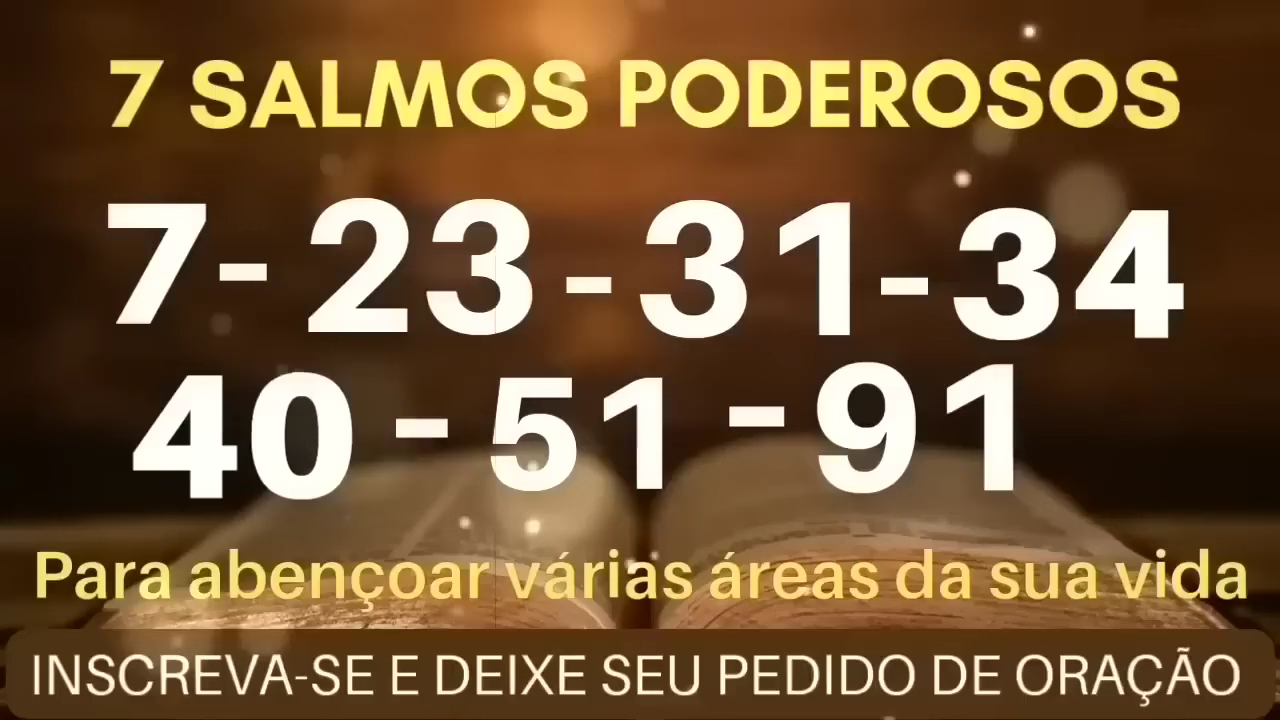 7 SALMOS PODEROSOS
7- 23 - 31 - 34
40 - 51 - 91
Para abençoar várias áreas da sua vida
INSCREVA-SE E DEIXE SEU PEDIDO DE ORAÇÃO